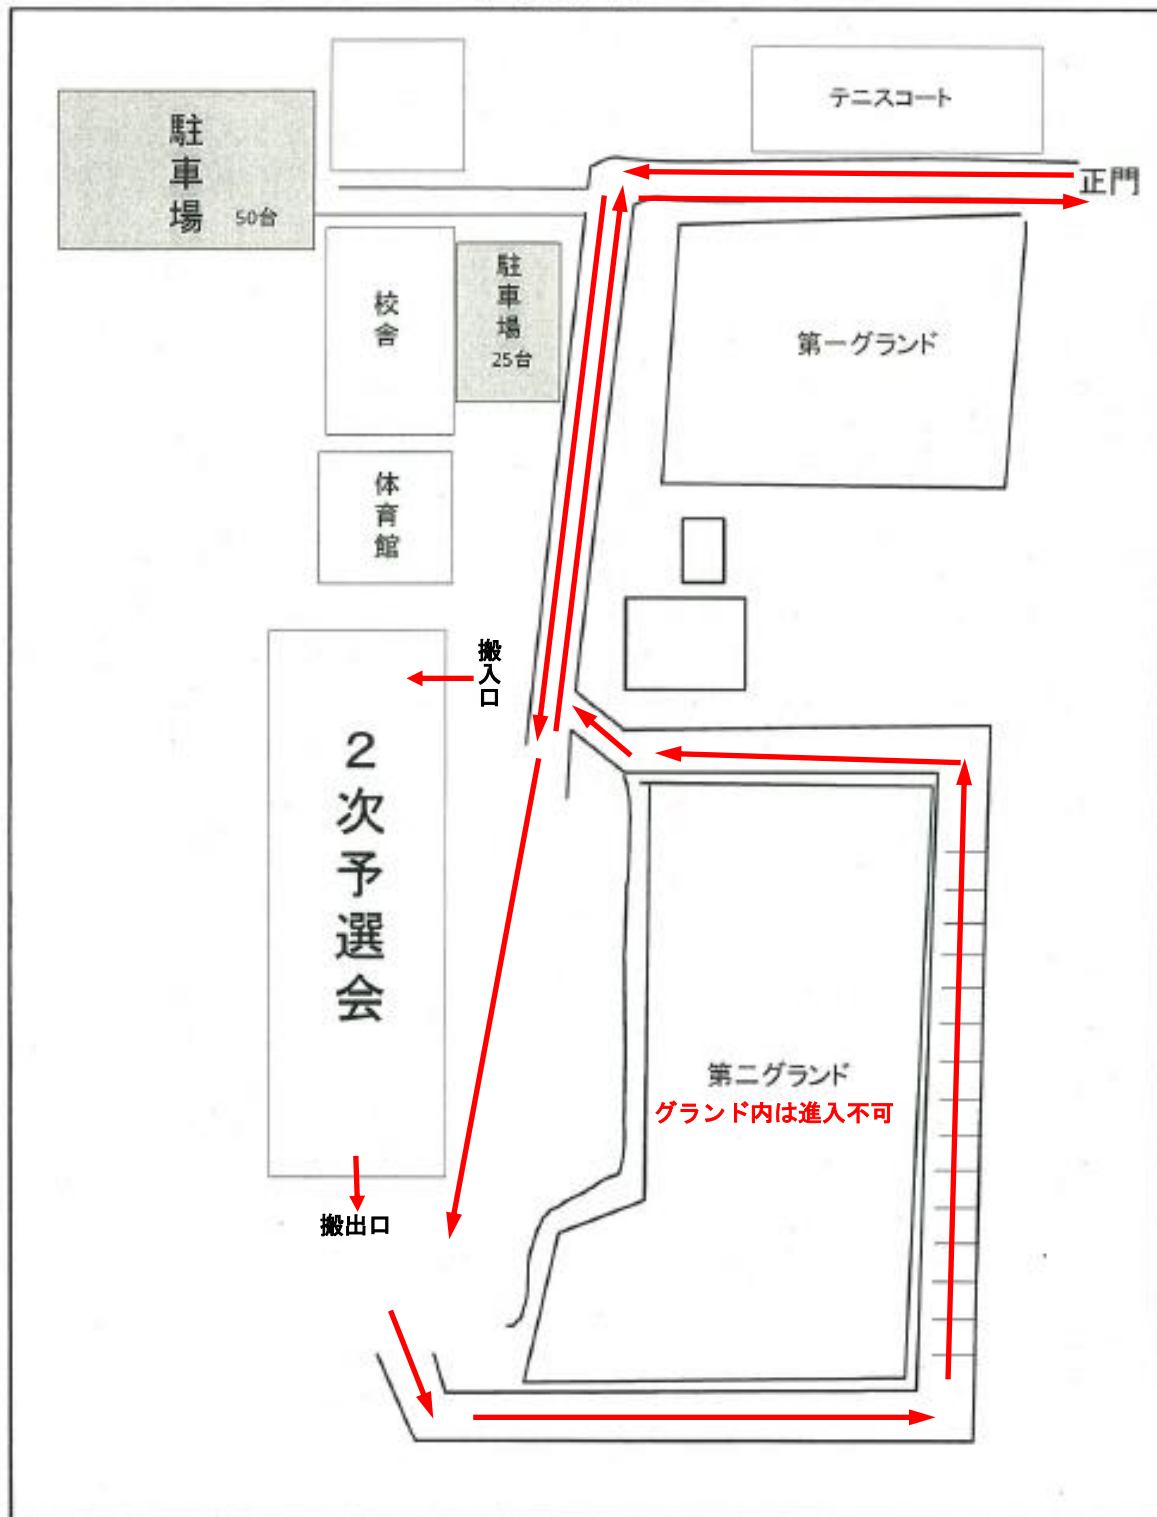 テニスコート
駐車場
50台
正門
駐車場
25台
校舎
第一グランド
体育館
搬入口
２次予選会
第二グランド
グランド内は進入不可
搬出口